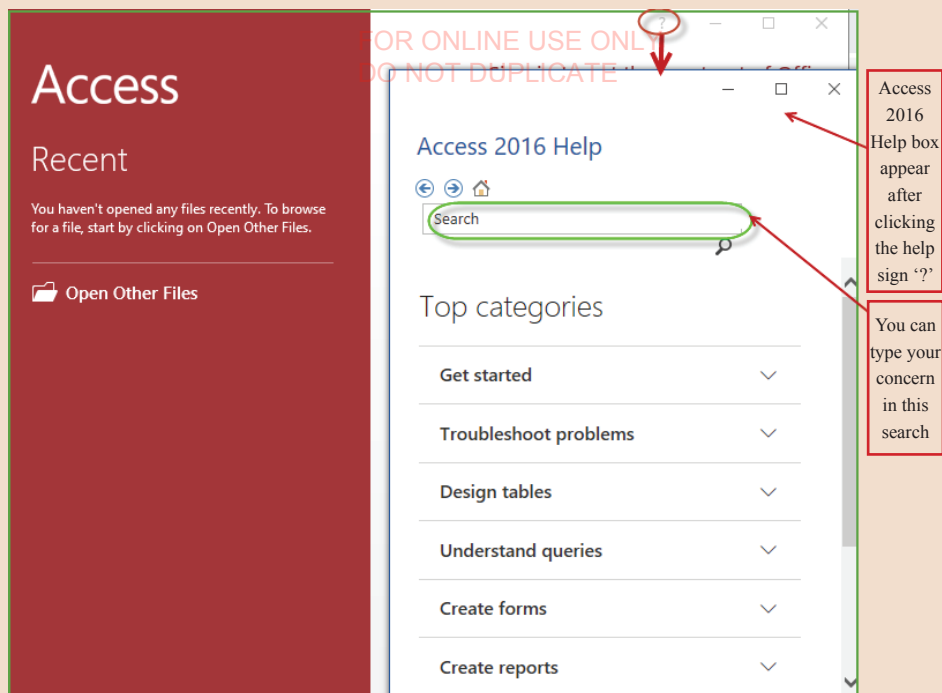 FOR ONLINE USE ONLY
DO NOT DUPLICATE
?
Access
Recent
You haven't opened any files recently. To browse
for a file, start by clicking on Open Other Files.
Open Other Files
Access 2016 Help
Search
Top categories
Get started
Troubleshoot problems
Design tables
Understand queries
Create forms
Create reports
Access
2016
Help box
appear
after
clicking
the help
sign ‘?’
You can
type your
concern
in this
search